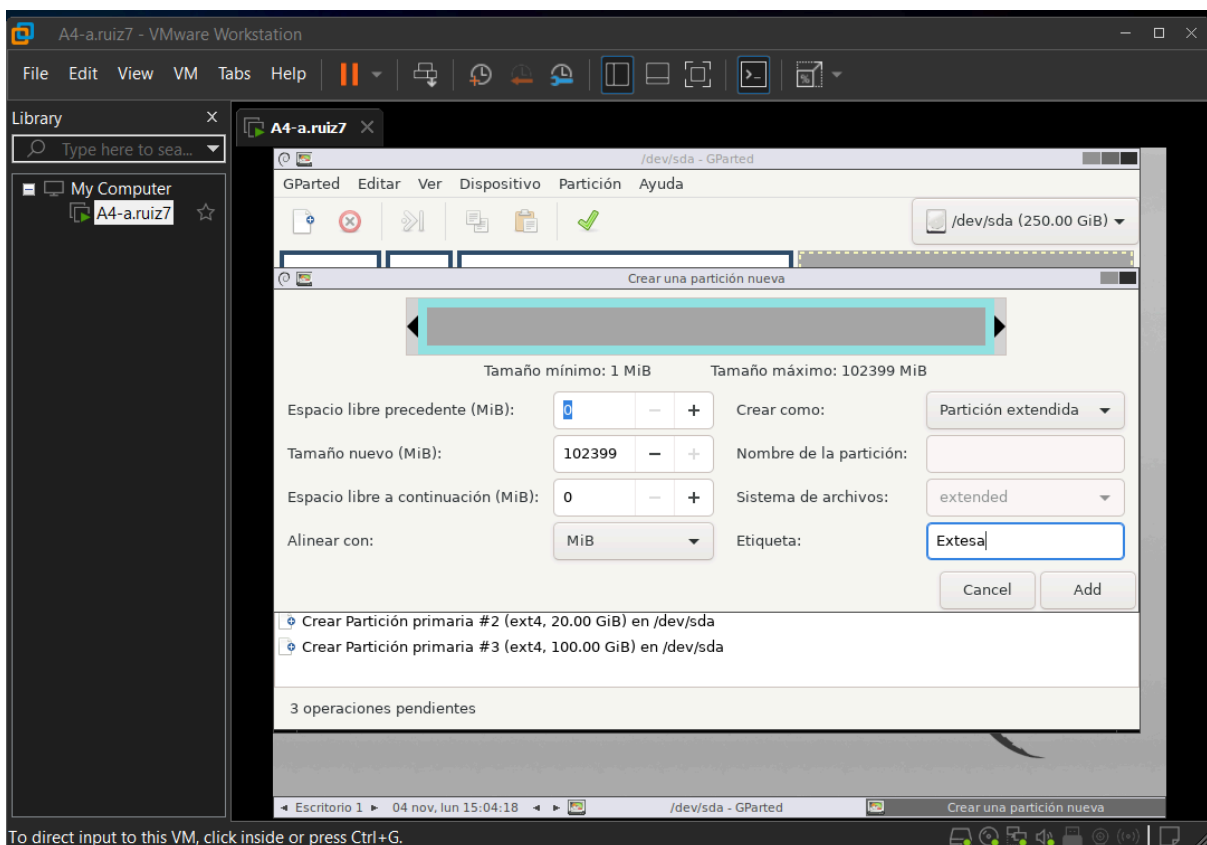 A4-a.ruiz7 - VMware Workstation
File Edit View VM Tabs Help
Library
A4-a.ruiz7
Type here to sea...
My Computer
A4-a.ruiz7
/dev/sda - GParted
GParted Editar Ver Dispositivo Partición Ayuda
/dev/sda (250.00 GiB)
Crear una partición nueva
Tamaño mínimo: 1 MiB Tamaño máximo: 102399 MiB
Espacio libre precedente (MiB): 0 Crear como: Partición extendida
Tamaño nuevo (MiB): 102399 Nombre de la partición:
Espacio libre a continuación (MiB): 0 Sistema de archivos: extended
Alinear con: MiB Etiqueta: Extesa
Cancel Add
Crear Partición primaria #2 (ext4, 20.00 GiB) en /dev/sda
Crear Partición primaria #3 (ext4, 100.00 GiB) en /dev/sda
3 operaciones pendientes
Escritorio 1 04 nov, lun 15:04:18 /dev/sda - GParted Crear una partición nueva
To direct input to this VM, click inside or press Ctrl+G.